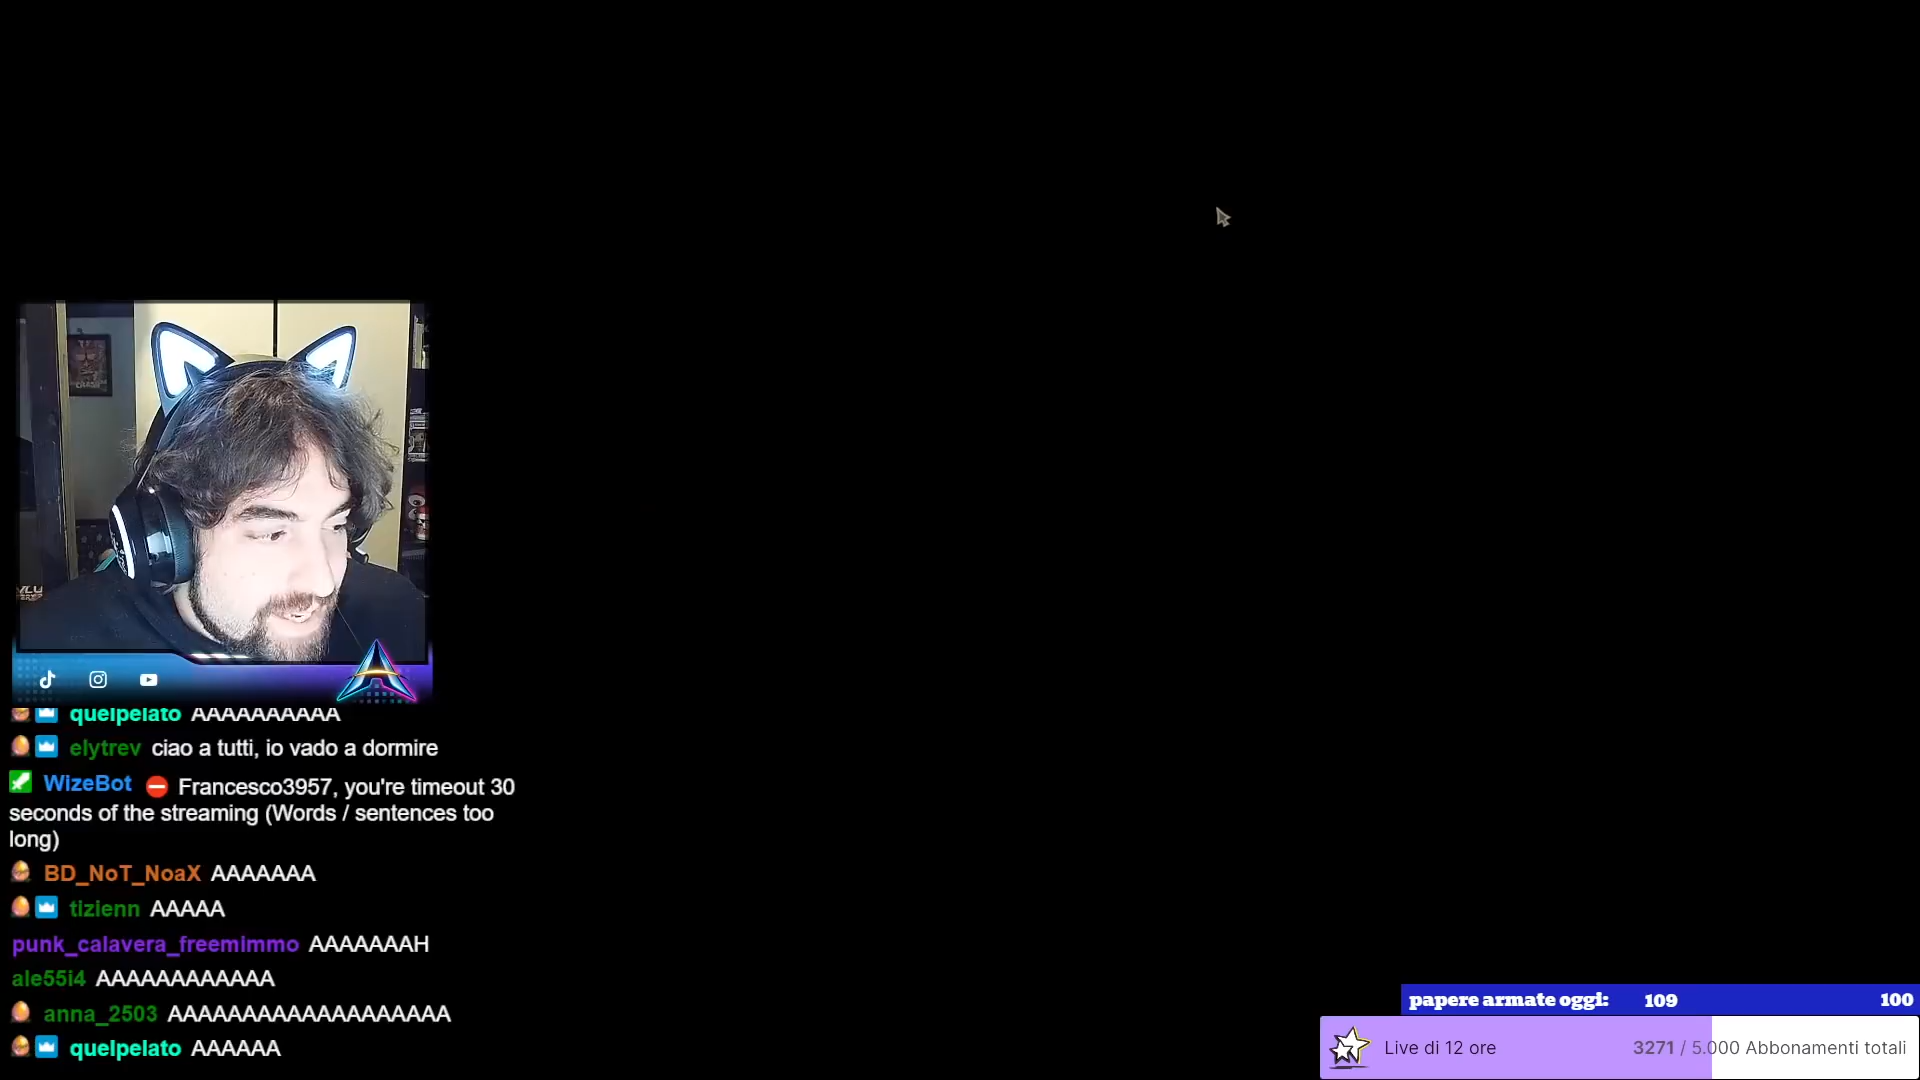 CRASH
quelpelato AAAAAAAAAA
elytrev ciao a tutti, io vado a dormire
WizeBot Francesco3957, you're timeout 30
seconds of the streaming (Words / sentences too
long)
BD_NoT_NoaX AAAAAAA
tizienn AAAAA
punk_calavera_freemimmo AAAAAAAH
ale55i4 AAAAAAAAAAAA
anna_2503 AAAAAAAAAAAAAAAAAAA
quelpelato AAAAAA
papere armate oggi: 109 100
Live di 12 ore 3271 / 5.000 Abbonamenti totali